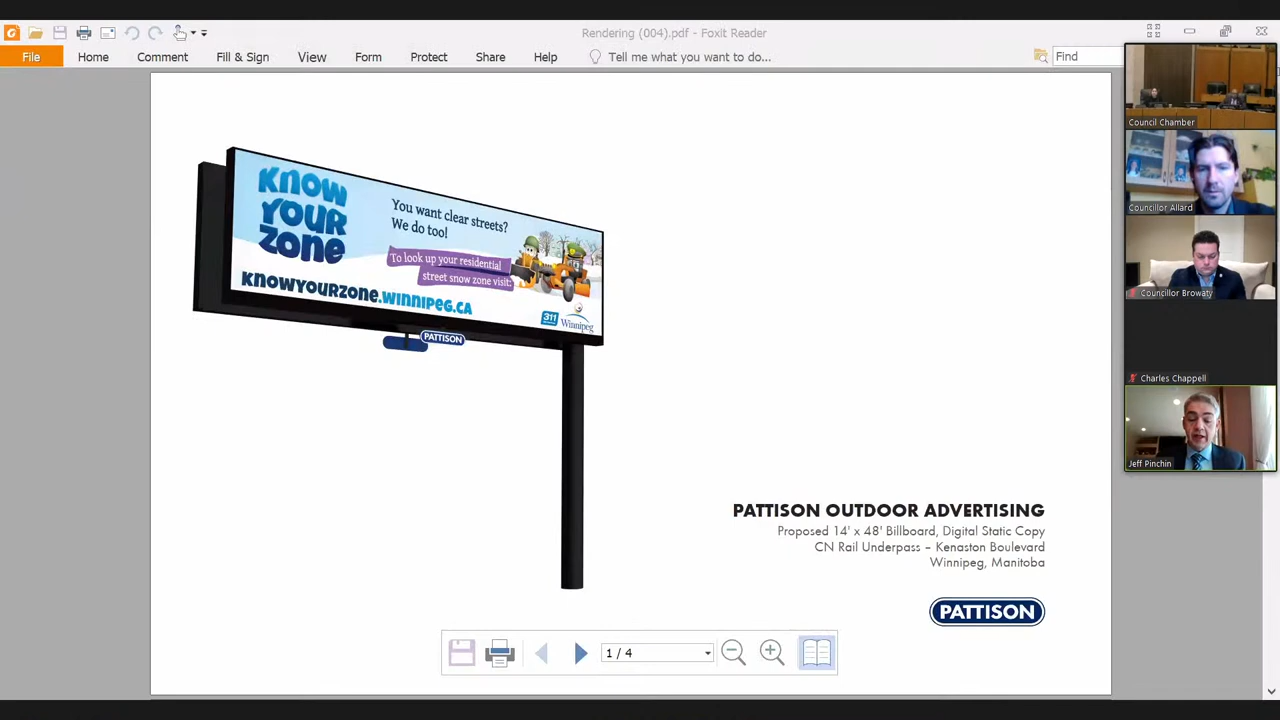 Rendering (004).pdf - Foxit Reader
File Home Comment Fill & Sign View Form Protect Share Help Tell me what you want to do... Find
Council Chamber
Councillor Allard
Councillor Browaty
Charles Chappell
Jeff Pinchin
KNOW
YOUR
ZONE
You want clear streets?
We do too!
To look up your residential
street snow zone visit:
KNOWYOURZONE.WINNIPEG.CA
311
Winnipeg
PATTISON
PATTISON OUTDOOR ADVERTISING
Proposed 14' x 48' Billboard, Digital Static Copy
CN Rail Underpass – Kenaston Boulevard
Winnipeg, Manitoba
PATTISON
1 / 4